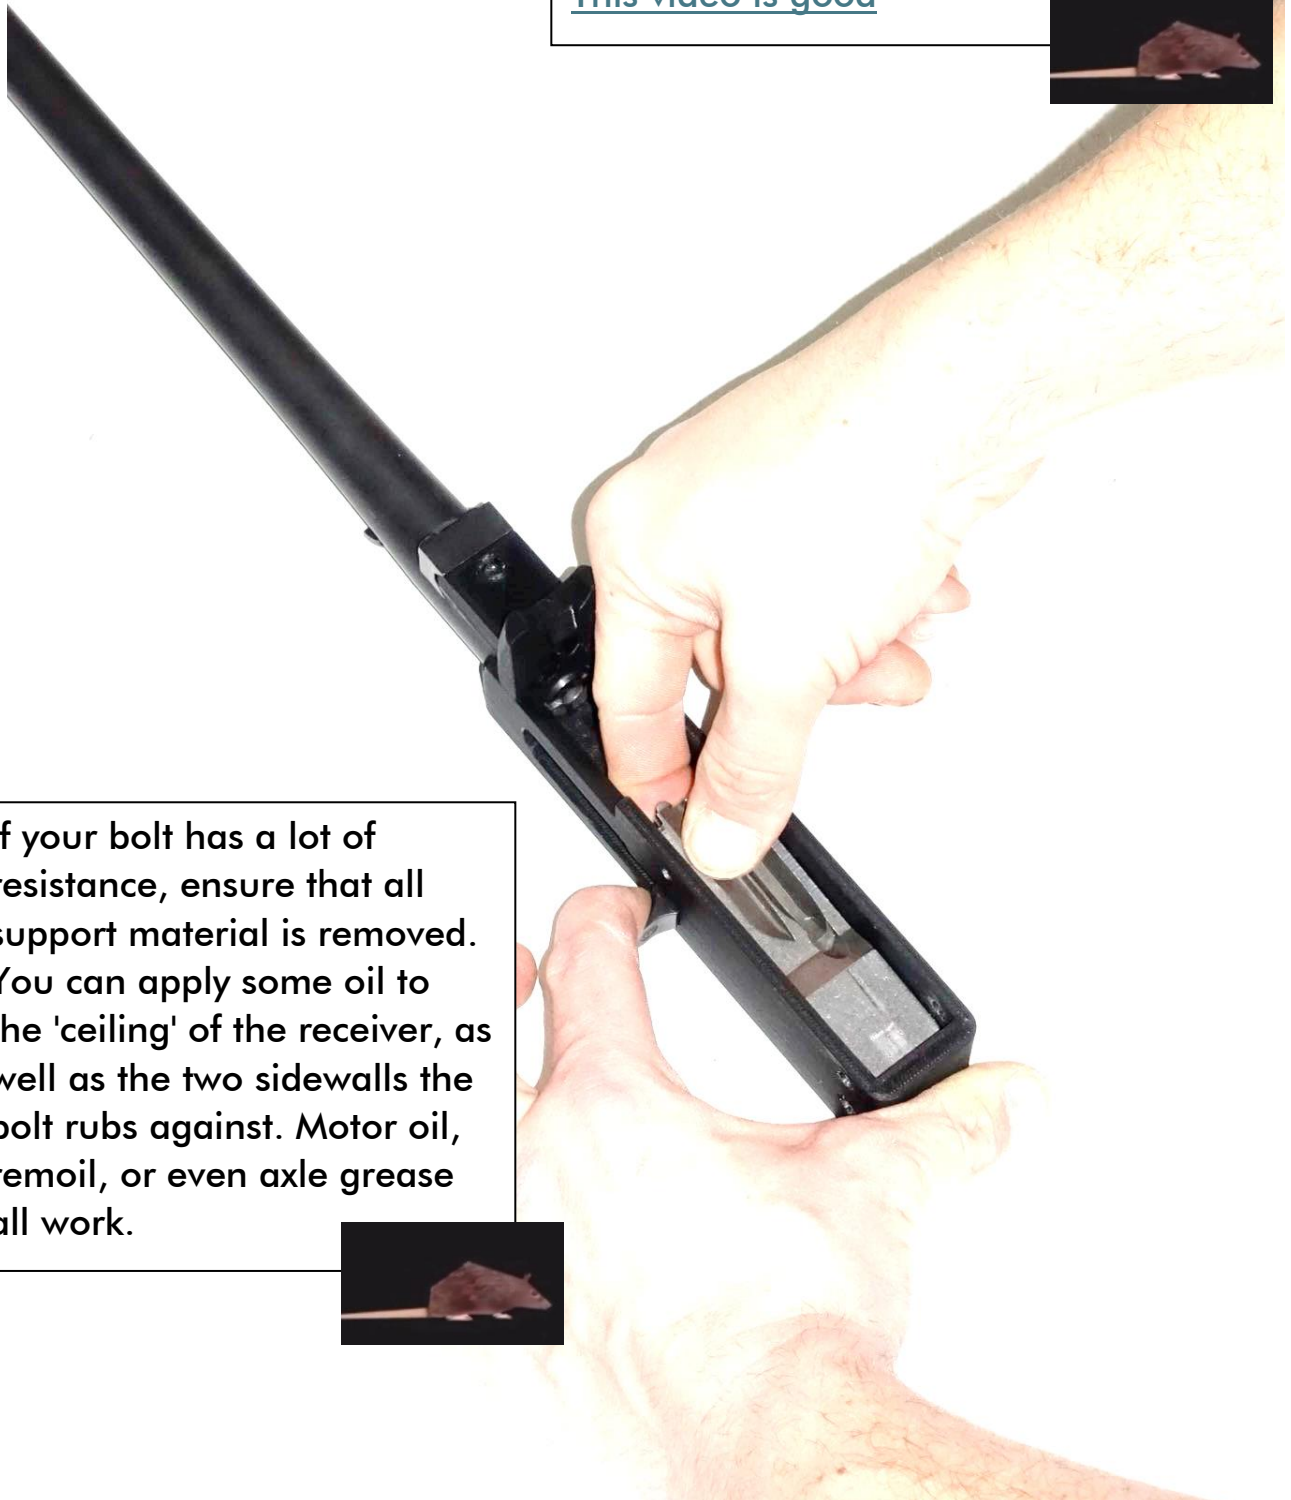 This video is good
f your bolt has a lot of
resistance, ensure that all
support material is removed.
You can apply some oil to
the 'ceiling' of the receiver, as
well as the two sidewalls the
bolt rubs against. Motor oil,
remoil, or even axle grease
all work.